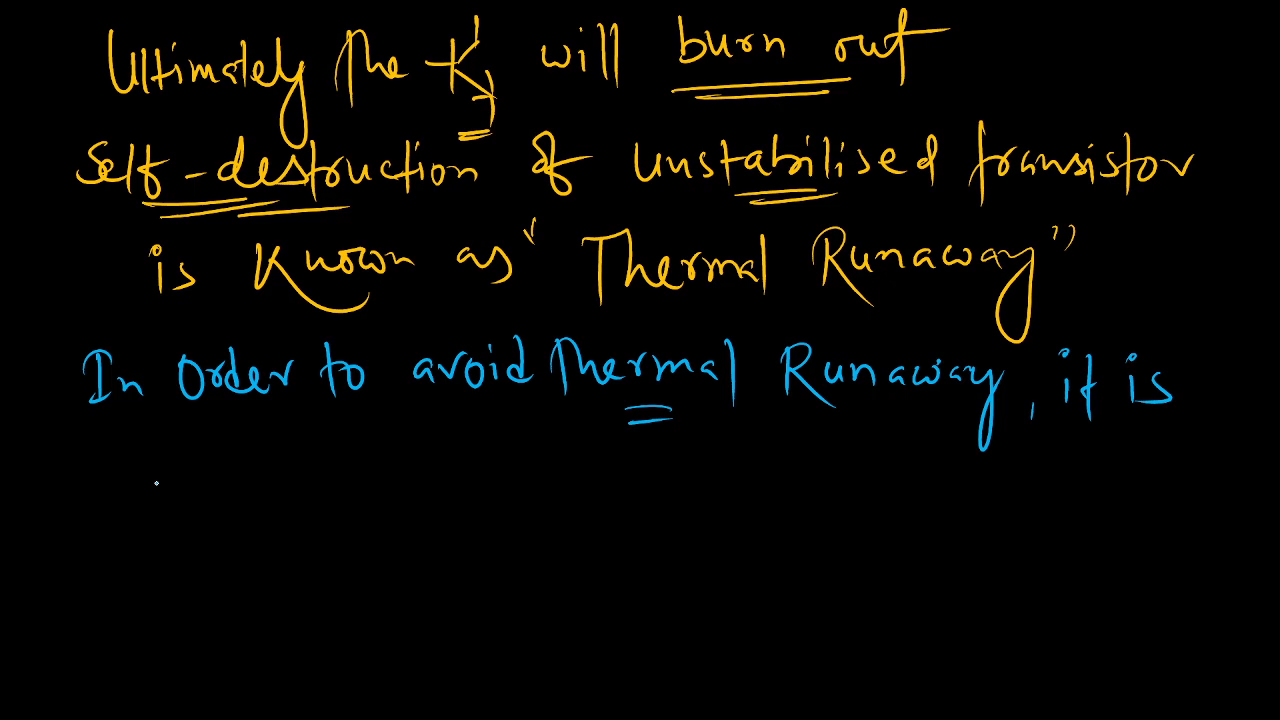 Ultimately the will burn out
Self-destruction of unstabilised transistor
is known as "Thermal Runaway"
In order to avoid thermal Runaway, it is